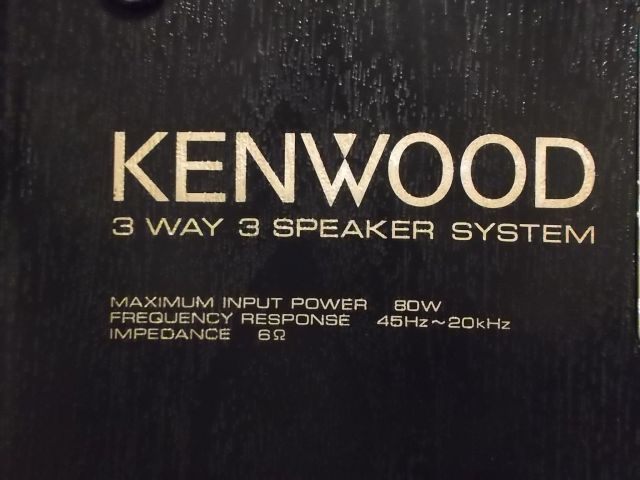 KENWOOD
3 WAY 3 SPEAKER SYSTEM
MAXIMUM INPUT POWER 80W
FREQUENCY RESPONSE 45Hz~20kHz
IMPEDANCE 6Ω